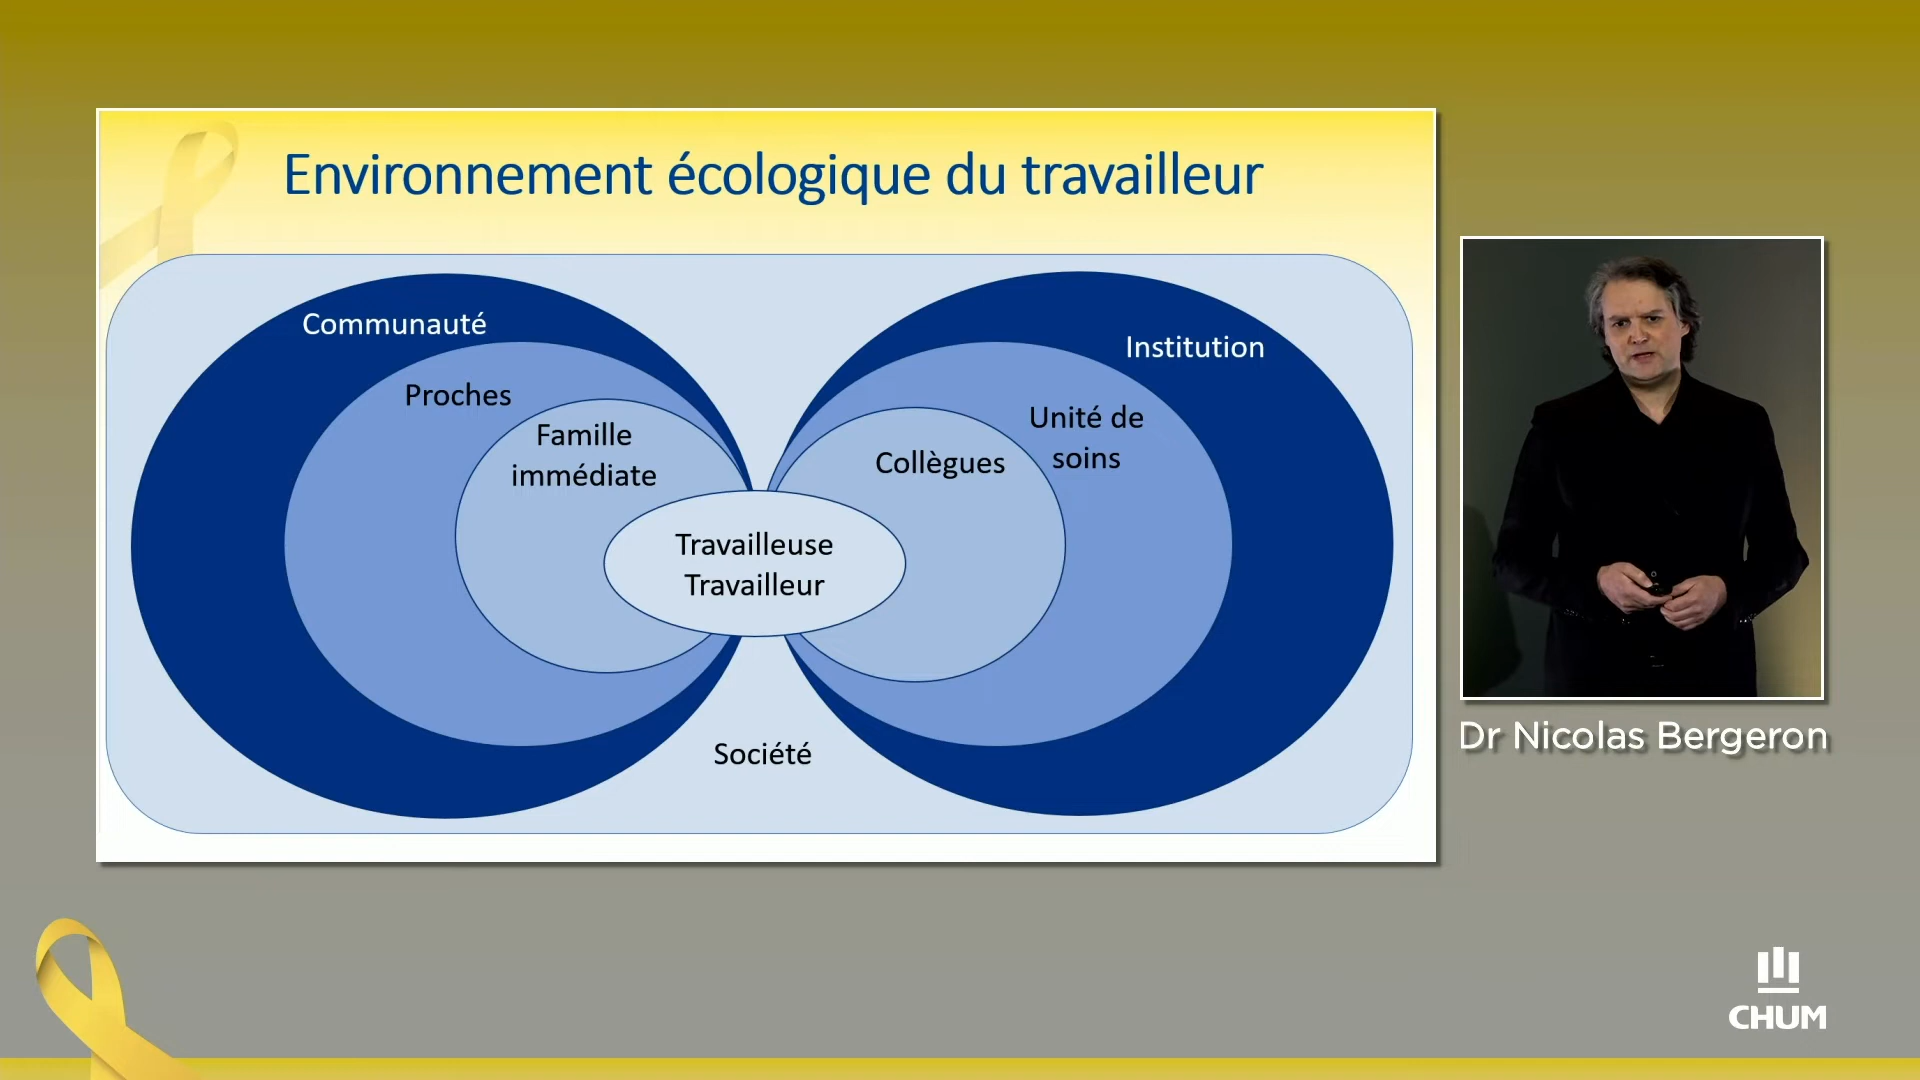 Environnement écologique du travailleur
Communauté
Institution
Proches
Unité de
soins
Famille
immédiate
Collègues
Travailleuse
Travailleur
Société
Dr Nicolas Bergeron
CHUM